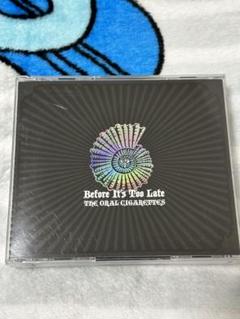 Before It's Too Late
THE ORAL CIGARETTES